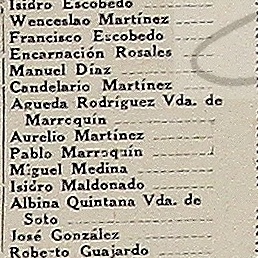 Isidro Escobedo
Wenceslao Martínez
Francisco Escobedo
Encarnación Rosales
Manuel Díaz
Candelario Martínez
Agueda Rodríguez Vda. de
Marroquín
Aurelio Martínez
Pablo Marroquín
Miguel Medina
Isidro Maldonado
Albina Quintana Vda. de
Soto
José González
Roberto Guajardo